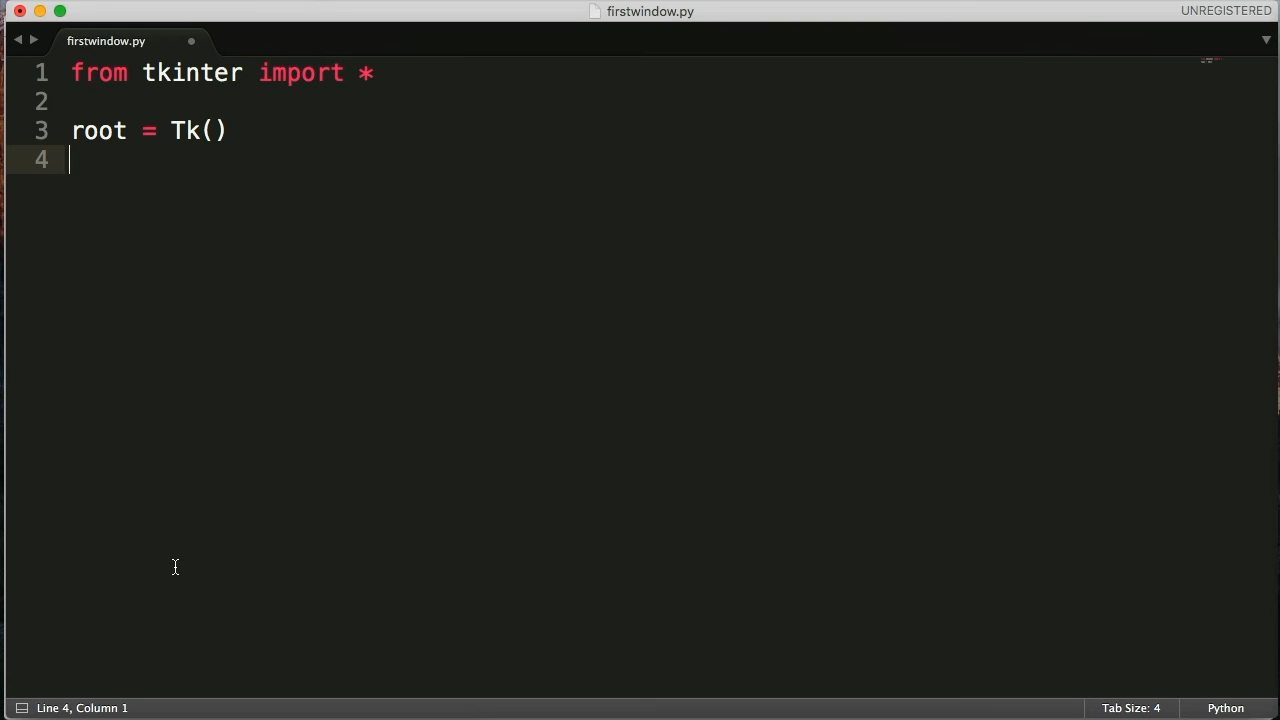 firstwindow.py
UNREGISTERED
firstwindow.py
1 from tkinter import *
2
3 root = Tk()
4
Line 4, Column 1
Tab Size: 4
Python